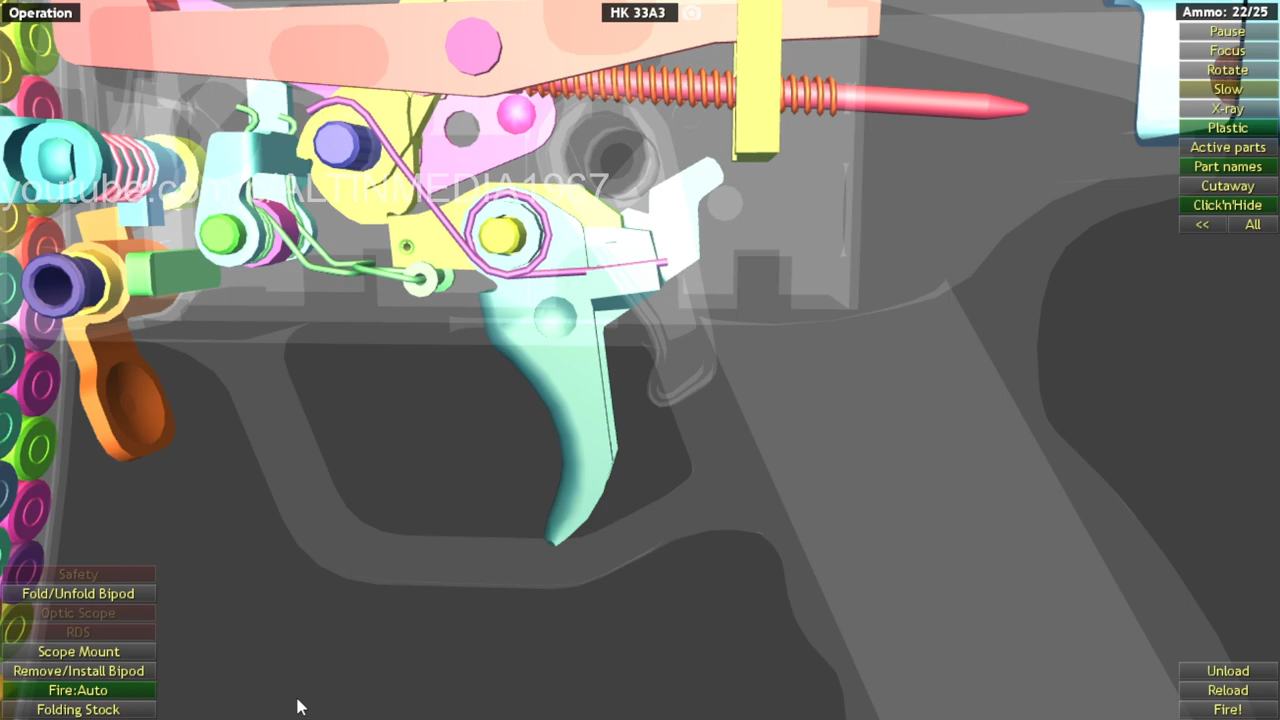 Operation
HK 33A3
Ammo: 22/25
Pause
Focus
Rotate
Slow
X-ray
Plastic
Active parts
Part names
Cutaway
Click'n'Hide
<< All
Safety
Fold/Unfold Bipod
Optic Scope
RDS
Scope Mount
Remove/Install Bipod
Fire:Auto
Folding Stock
Unload
Reload
Fire!